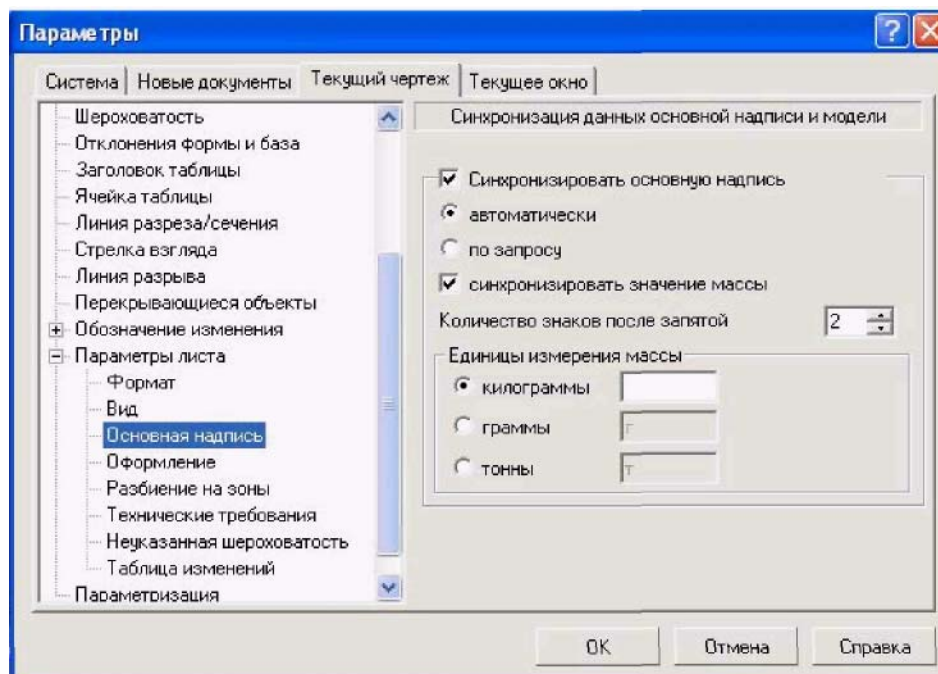 Параметры
Система Новые документы Текущий чертеж Текущее окно
Шероховатость
Отклонения формы и база
Заголовок таблицы
Ячейка таблицы
Линия разреза/сечения
Стрелка взгляда
Линия разрыва
Перекрывающиеся объекты
Обозначение изменения
Параметры листа
Формат
Вид
Основная надпись
Оформление
Разбиение на зоны
Технические требования
Неуказанная шероховатость
Таблица изменений
Параметризация
Синхронизация данных основной надписи и модели
Синхронизировать основную надпись
автоматически
по запросу
синхронизировать значение массы
Количество знаков после запятой 2
Единицы измерения массы
килограммы
граммы г
тонны т
OK Отмена Справка